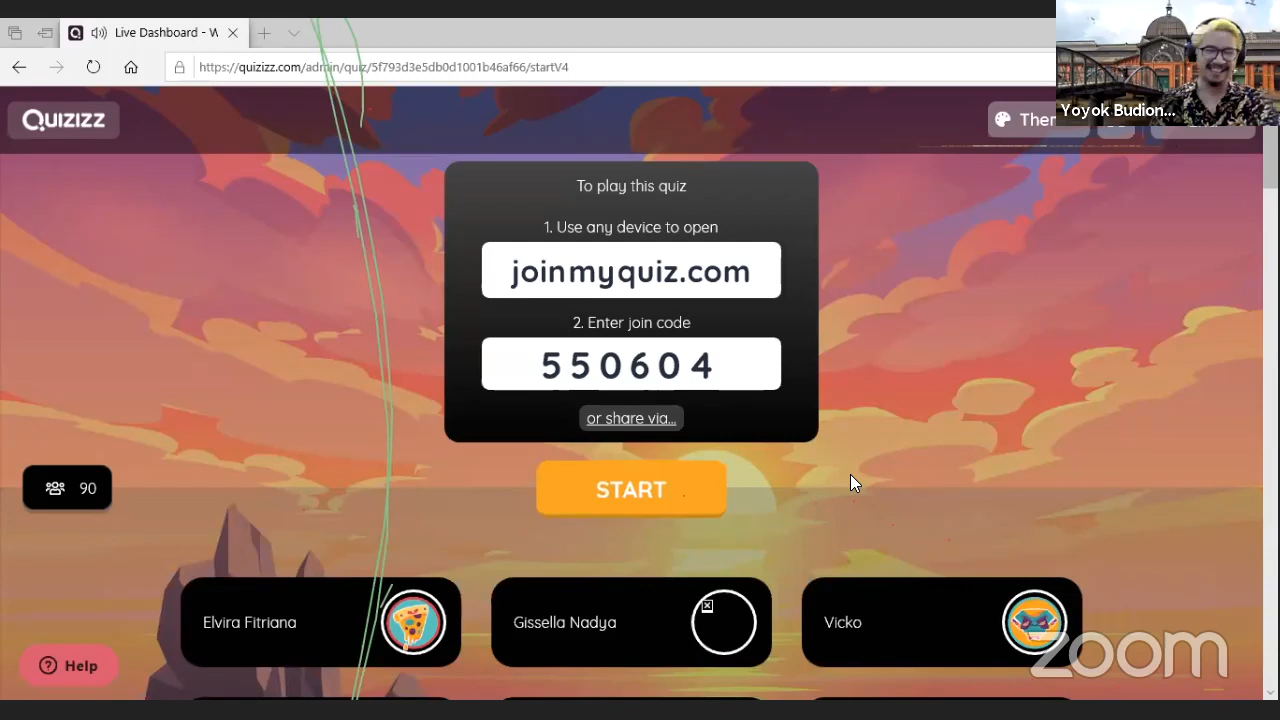 Live Dashboard - W
https://quizizz.com/admin/quiz/5f793d3e5db0d1001b46af66/startV4
Yoyok Budion...
Quizizz
Them
To play this quiz
1. Use any device to open
joinmyquiz.com
2. Enter join code
550604
or share via...
START
90
Elvira Fitriana
Gissella Nadya
Vicko
Help
zoom